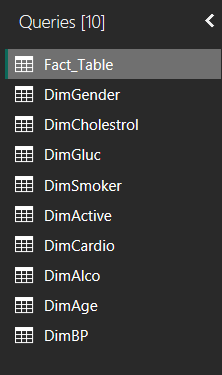 Queries [10]
Fact_Table
DimGender
DimCholestrol
DimGluc
DimSmoker
DimActive
DimCardio
DimAlco
DimAge
DimBP